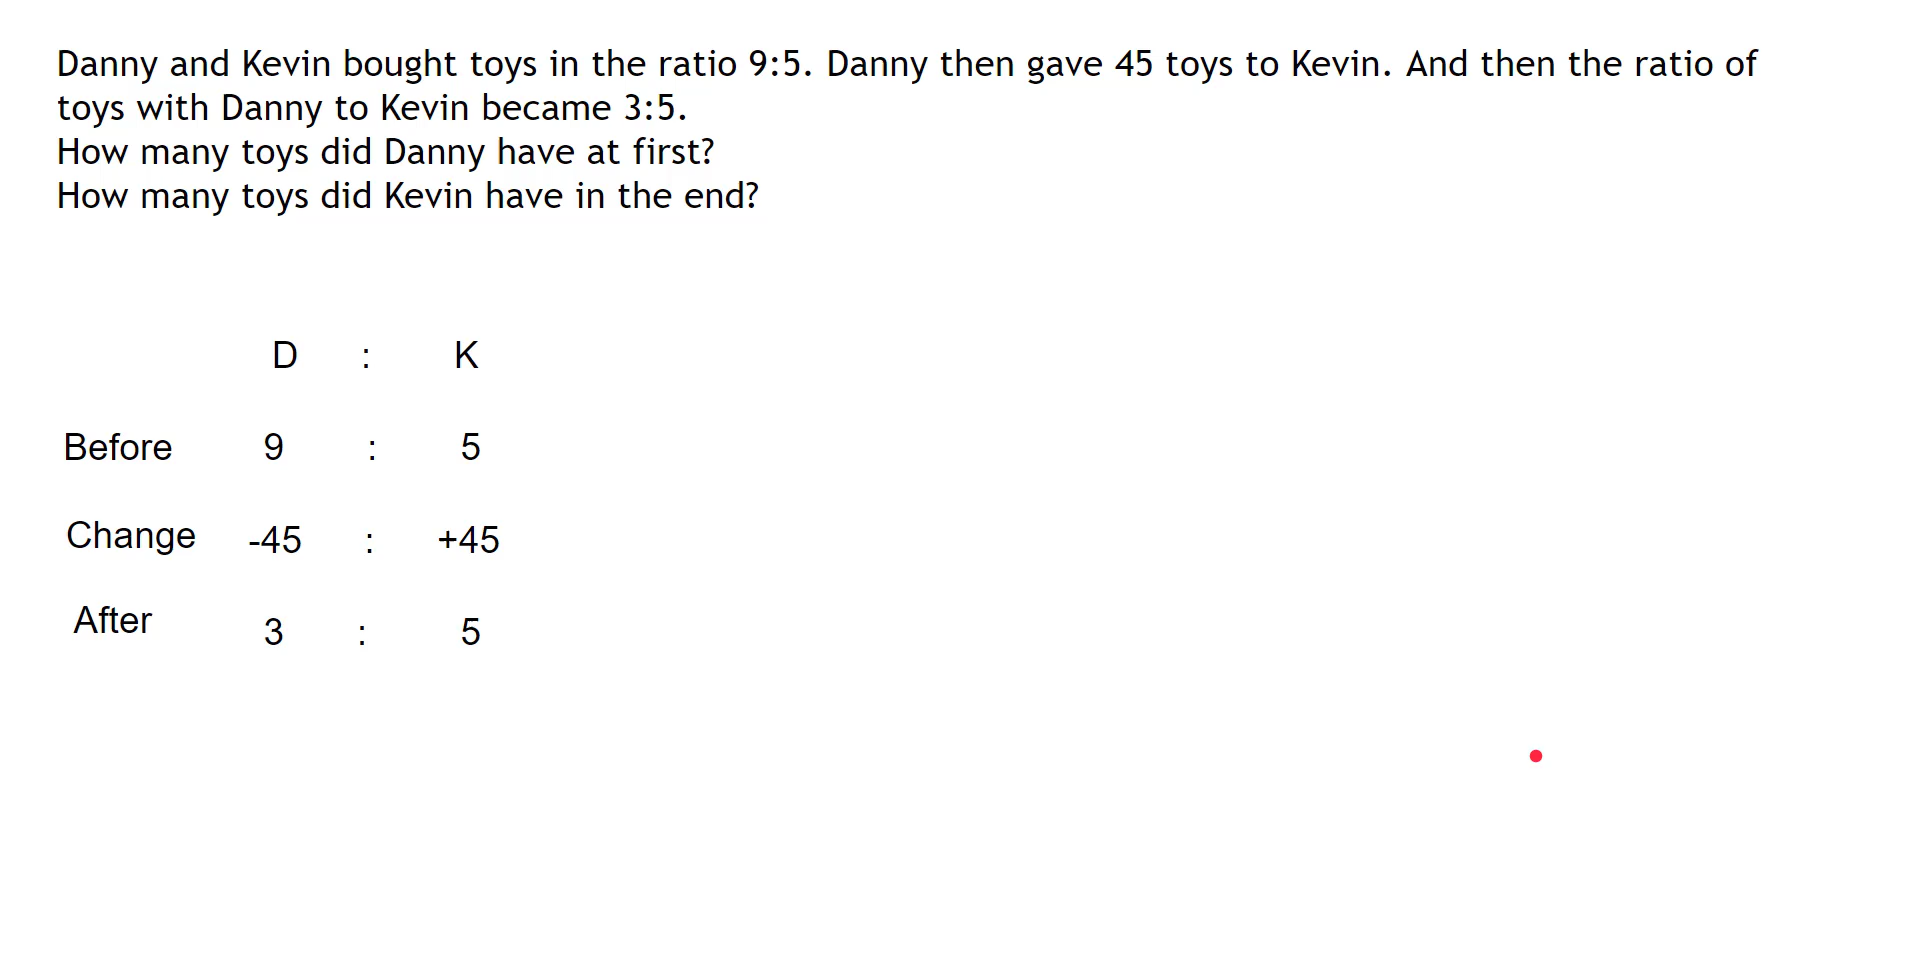 Danny and Kevin bought toys in the ratio 9:5. Danny then gave 45 toys to Kevin. And then the ratio of
toys with Danny to Kevin became 3:5.
How many toys did Danny have at first?
How many toys did Kevin have in the end?
D : K
Before 9 : 5
Change -45 : +45
After 3 : 5